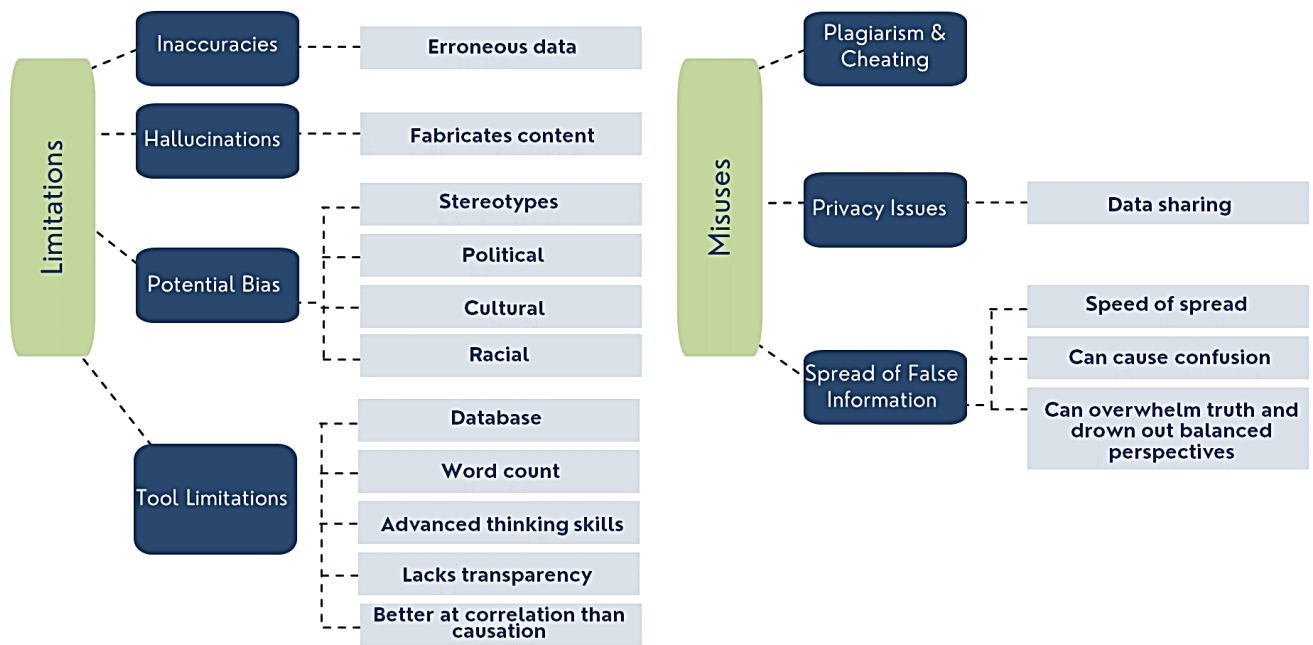 Limitations
Inaccuracies
Erroneous data
Hallucinations
Fabricates content
Potential Bias
Stereotypes
Political
Cultural
Racial
Tool Limitations
Database
Word count
Advanced thinking skills
Lacks transparency
Better at correlation than
causation
Misuses
Plagiarism &
Cheating
Privacy Issues
Data sharing
Spread of False
Information
Speed of spread
Can cause confusion
Can overwhelm truth and
drown out balanced
perspectives